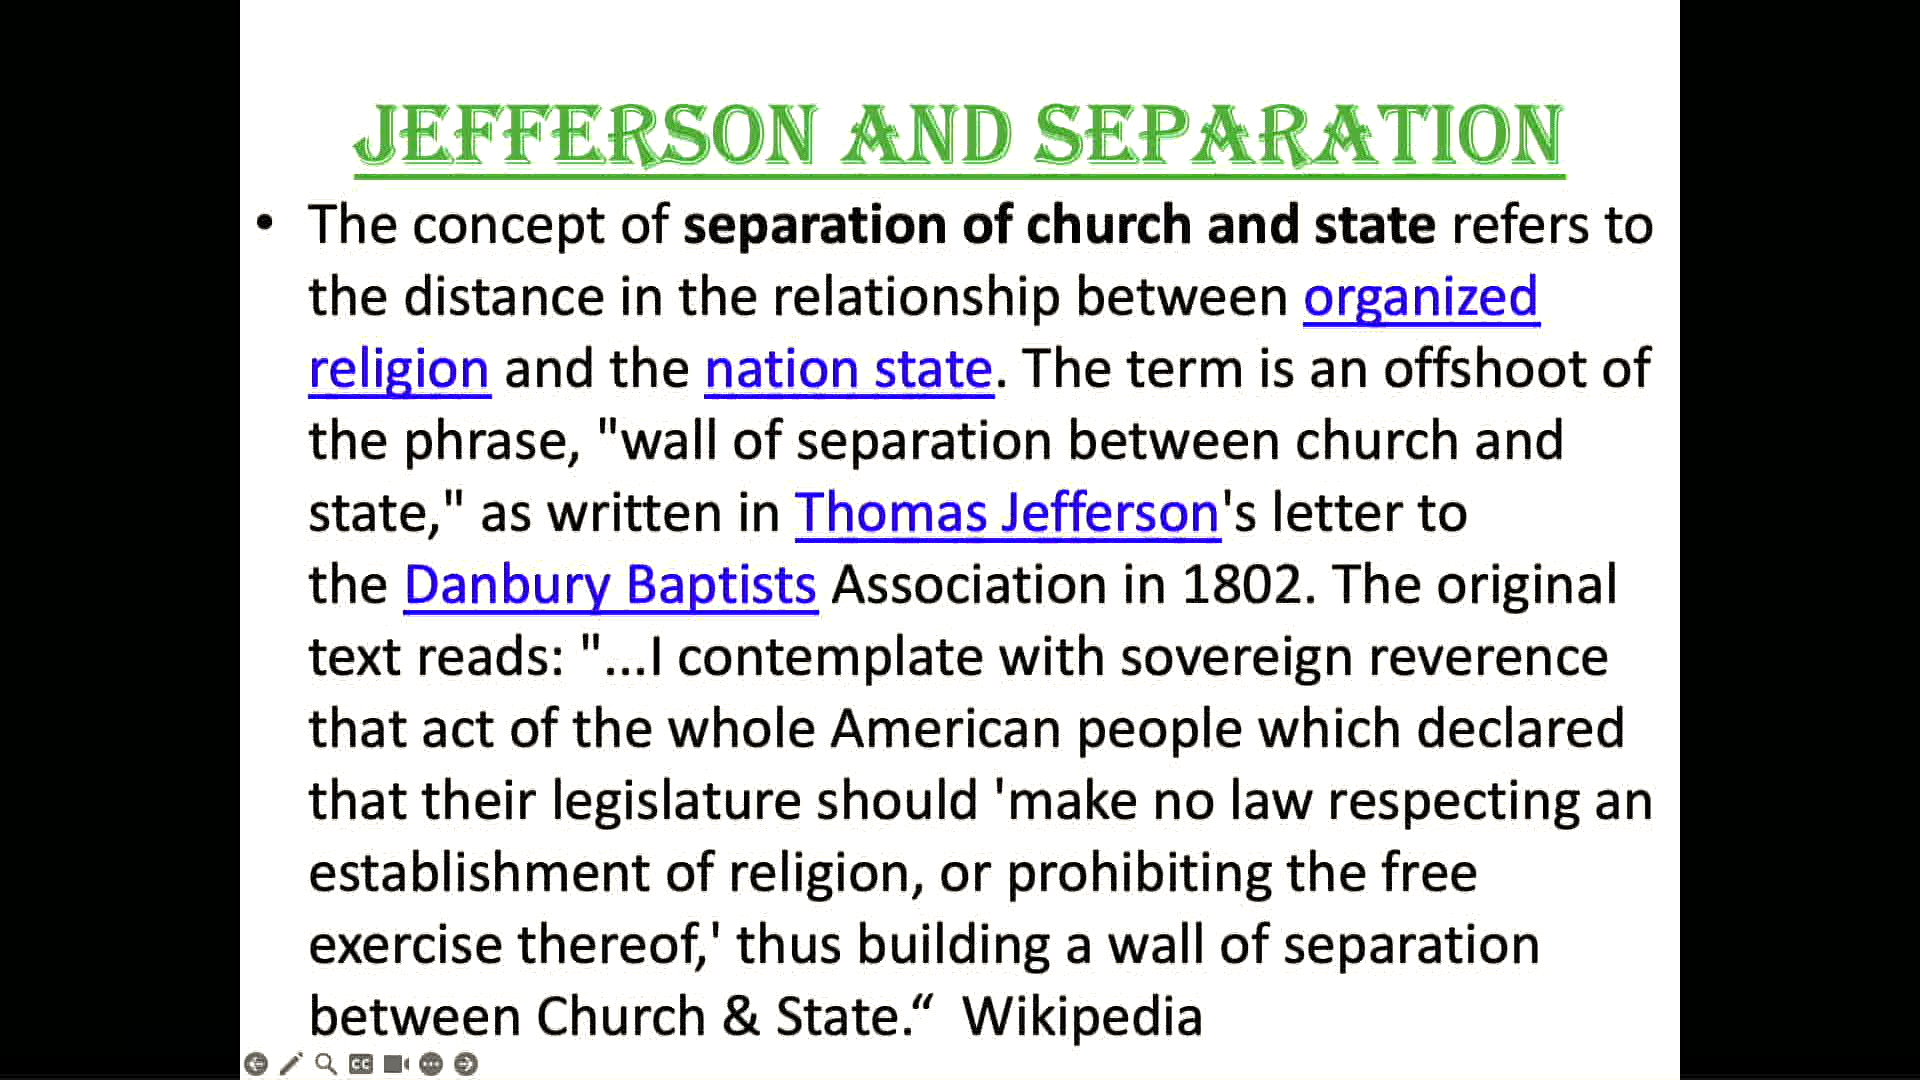 JEFFERSON AND SEPARATION
• The concept of separation of church and state refers to
the distance in the relationship between organized
religion and the nation state. The term is an offshoot of
the phrase, "wall of separation between church and
state," as written in Thomas Jefferson's letter to
the Danbury Baptists Association in 1802. The original
text reads: "...I contemplate with sovereign reverence
that act of the whole American people which declared
that their legislature should 'make no law respecting an
establishment of religion, or prohibiting the free
exercise thereof,' thus building a wall of separation
between Church & State.“ Wikipedia
CC